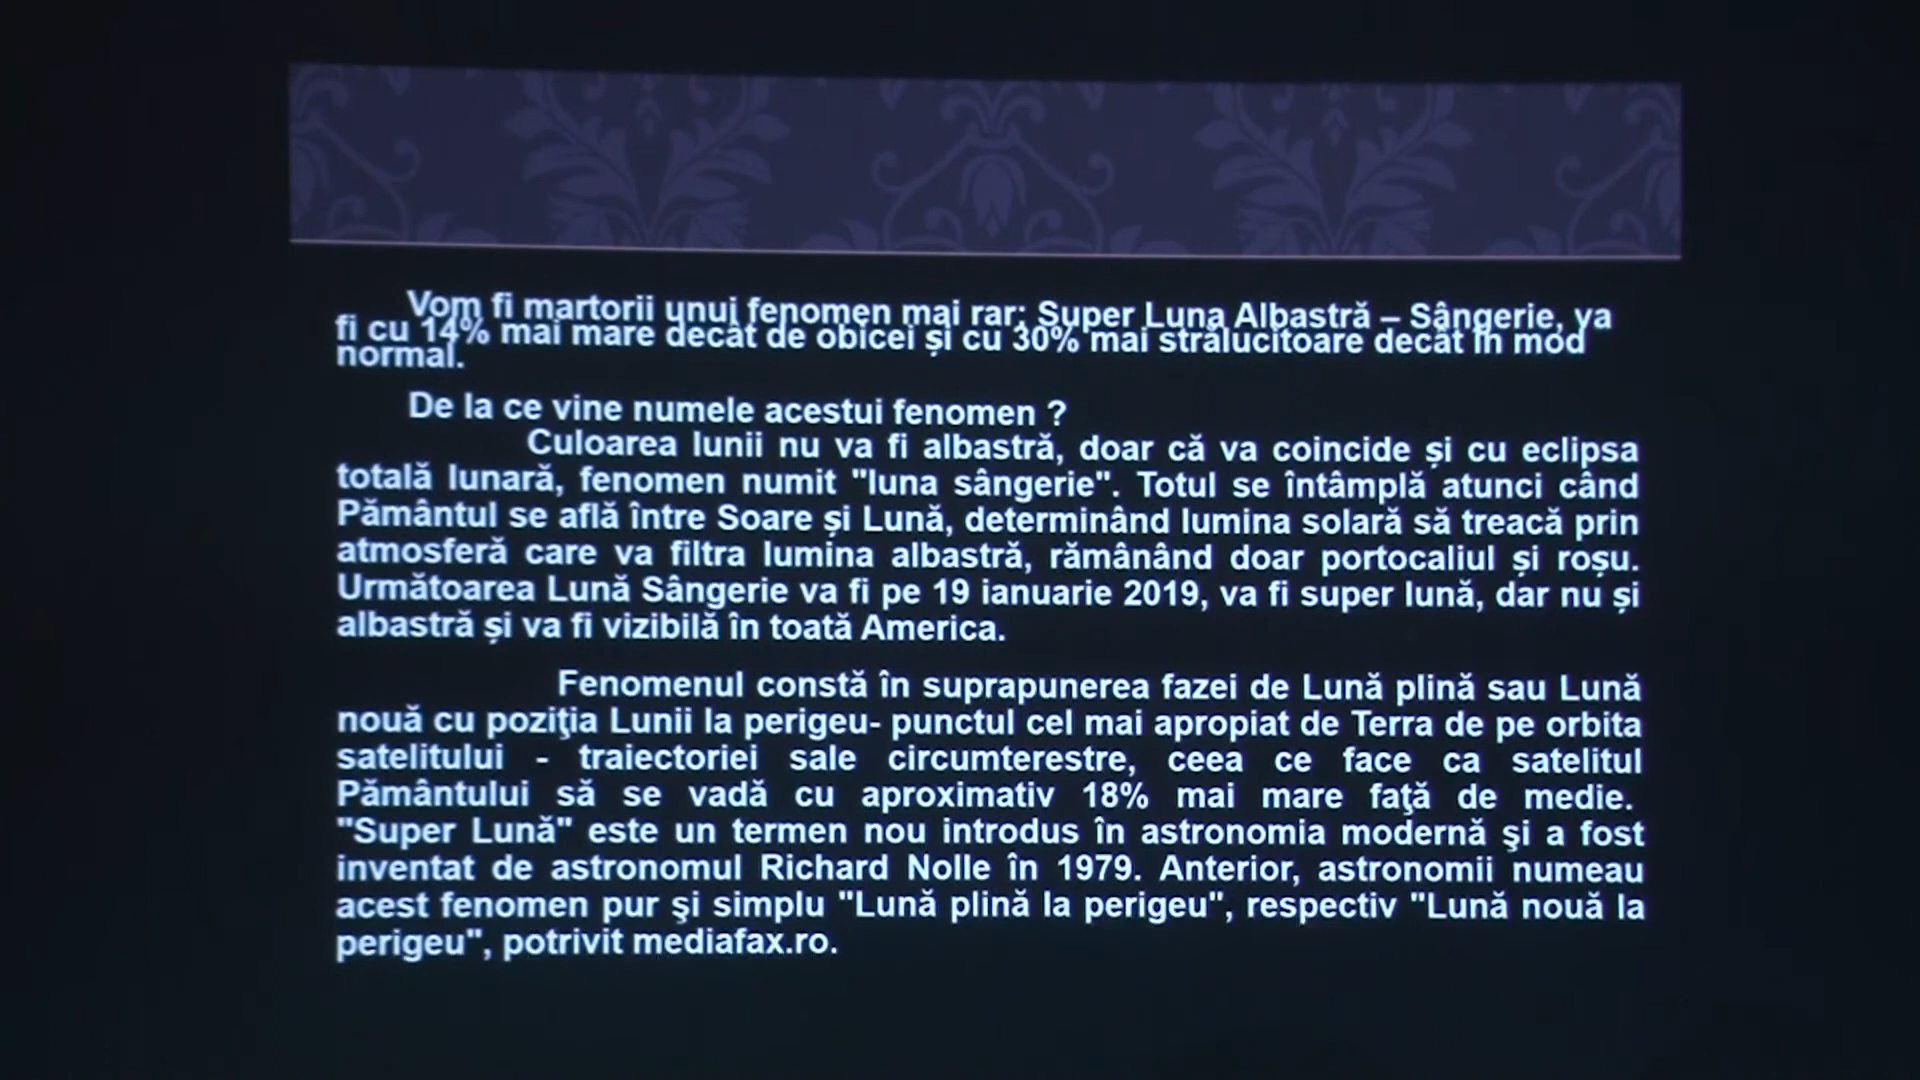 Vom fi martorii unui fenomen mai rar: Super Luna Albastră – Sângerie, va
fi cu 14% mai mare decât de obicei și cu 30% mai strălucitoare decât în mod
normal.
De la ce vine numele acestui fenomen ?
Culoarea lunii nu va fi albastră, doar că va coincide și cu eclipsa
totală lunară, fenomen numit "luna sângerie". Totul se întâmplă atunci când
Pământul se află între Soare și Lună, determinând lumina solară să treacă prin
atmosferă care va filtra lumina albastră, rămânând doar portocaliul și roșu.
Următoarea Lună Sângerie va fi pe 19 ianuarie 2019, va fi super lună, dar nu și
albastră și va fi vizibilă în toată America.
Fenomenul constă în suprapunerea fazei de Lună plină sau Lună
nouă cu poziţia Lunii la perigeu- punctul cel mai apropiat de Terra de pe orbita
satelitului - traiectoriei sale circumterestre, ceea ce face ca satelitul
Pământului să se vadă cu aproximativ 18% mai mare faţă de medie.
"Super Lună" este un termen nou introdus în astronomia modernă şi a fost
inventat de astronomul Richard Nolle în 1979. Anterior, astronomii numeau
acest fenomen pur şi simplu "Lună plină la perigeu", respectiv "Lună nouă la
perigeu", potrivit mediafax.ro.